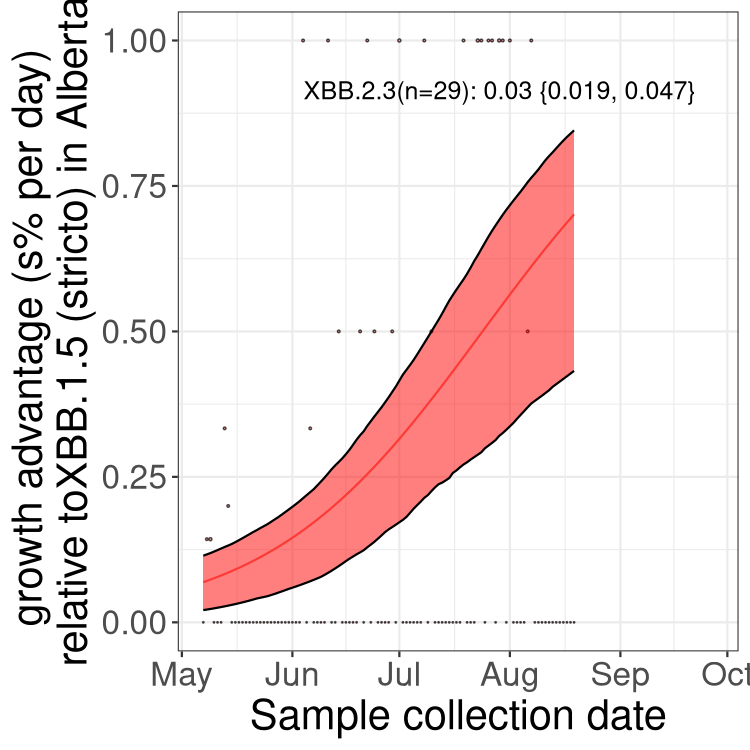 growth advantage (s% per day)
relative toXBB.1.5 (stricto) in Alberta
1.00
0.75
0.50
0.25
0.00
XBB.2.3(n=29): 0.03 {0.019, 0.047}
May Jun Jul Aug Sep Oct
Sample collection date